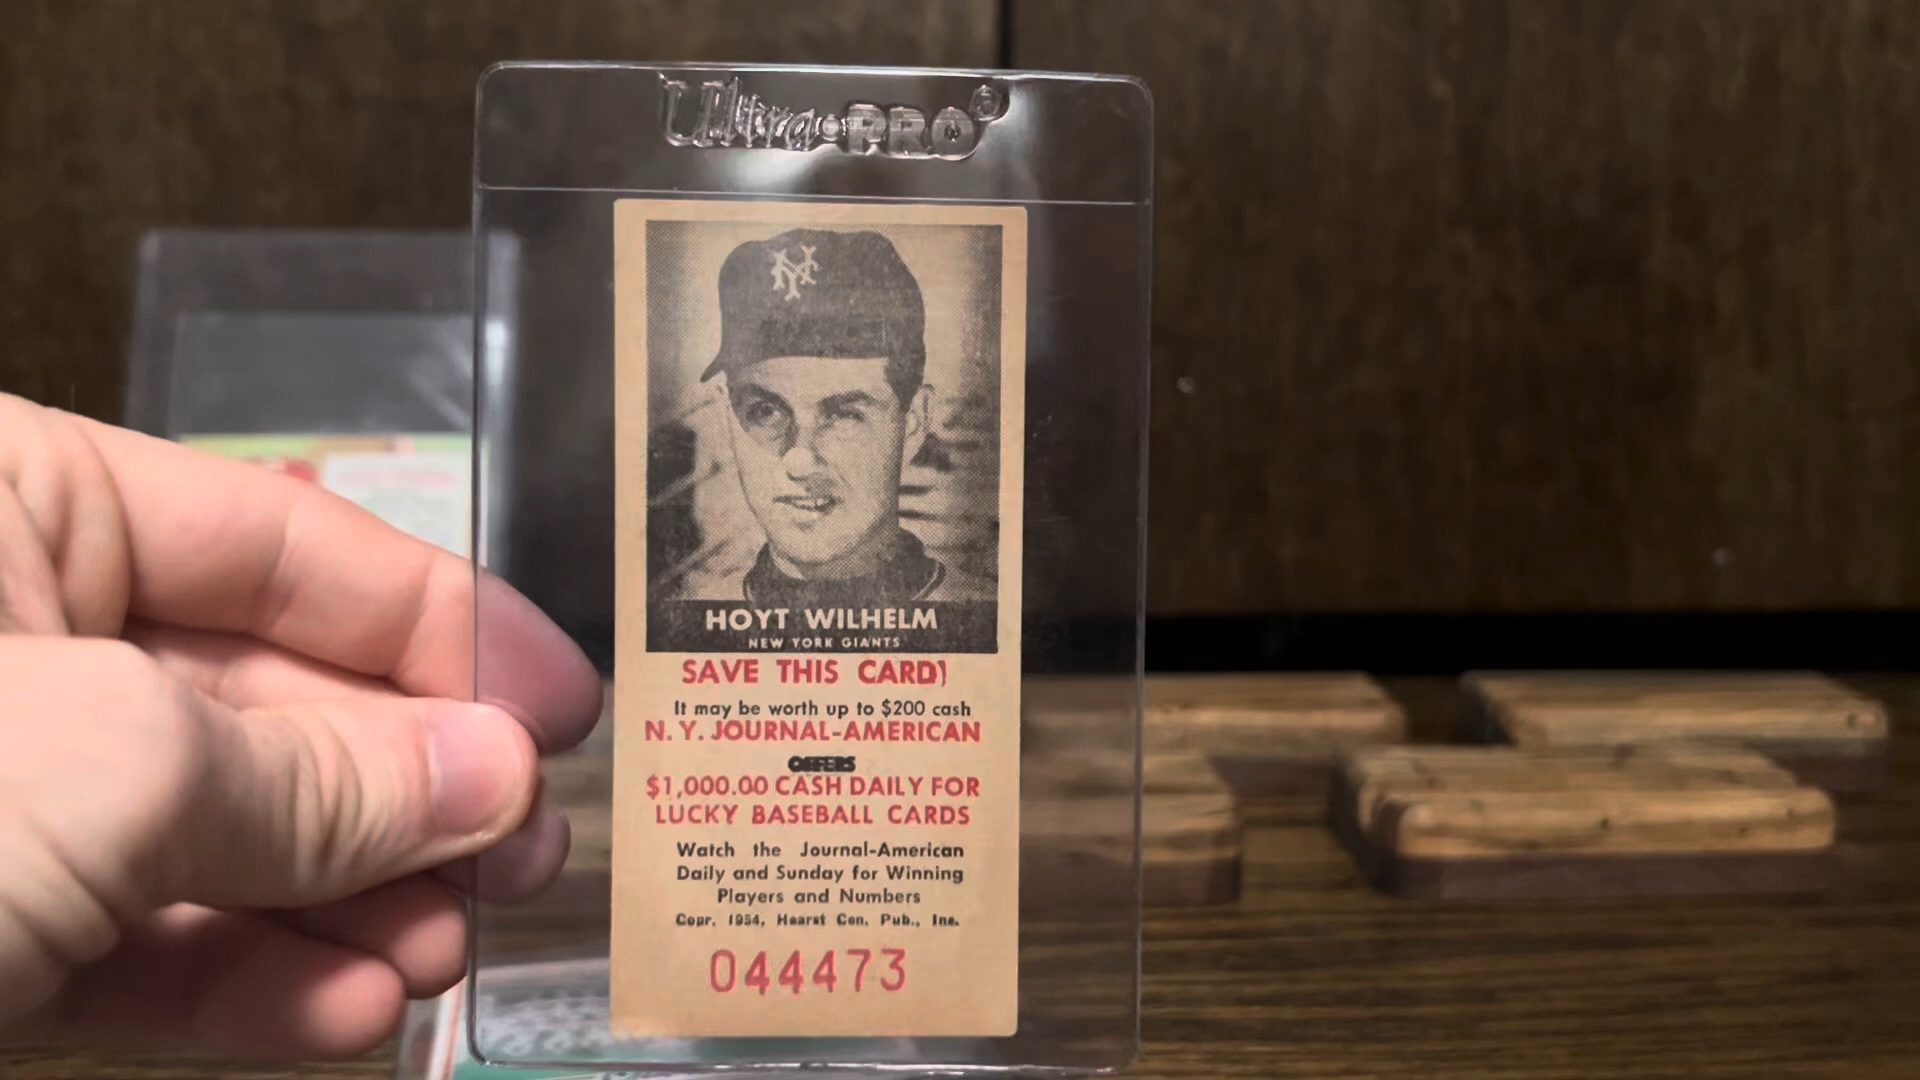 Ultra·PRO®
NY
HOYT WILHELM
NEW YORK GIANTS
SAVE THIS CARD!
It may be worth up to $200 cash
N. Y. JOURNAL-AMERICAN
OFFERS
$1,000.00 CASH DAILY FOR
LUCKY BASEBALL CARDS
Watch the Journal-American
Daily and Sunday for Winning
Players and Numbers
Copr. 1954, Hearst Con. Pub., Inc.
044473